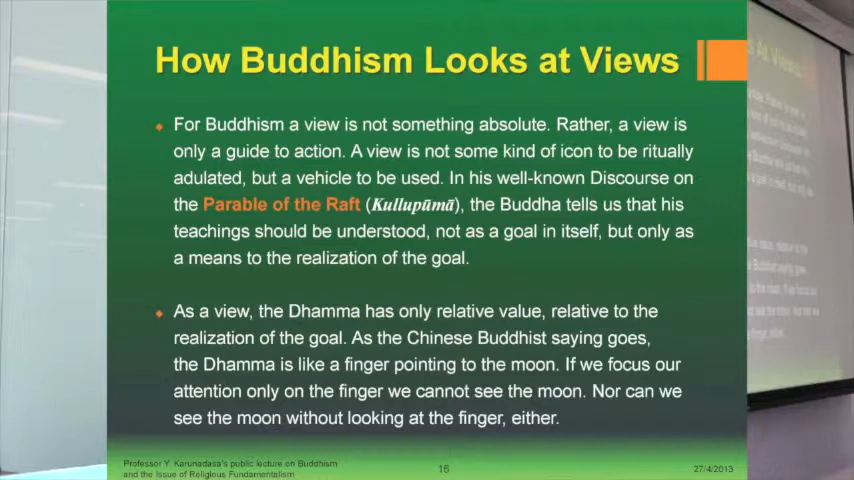 How Buddhism Looks at Views
For Buddhism a view is not something absolute. Rather, a view is
only a guide to action. A view is not some kind of icon to be ritually
adulated, but a vehicle to be used. In his well-known Discourse on
the Parable of the Raft (Kullupūmā), the Buddha tells us that his
teachings should be understood, not as a goal in itself, but only as
a means to the realization of the goal.
As a view, the Dhamma has only relative value, relative to the
realization of the goal. As the Chinese Buddhist saying goes,
the Dhamma is like a finger pointing to the moon. If we focus our
attention only on the finger we cannot see the moon. Nor can we
see the moon without looking at the finger, either.
Professor Y. Karunadasa's public lecture on Buddhism
and the Issue of Religious Fundamentalism
16
27/4/2013